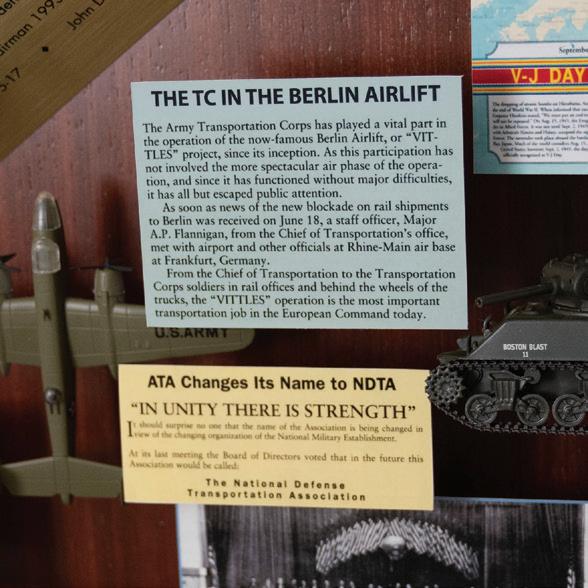 irman 1993
John D
S-17
THE TC IN THE BERLIN AIRLIFT
The Army Transportation Corps has played a vital part in
the operation of the now-famous Berlin Airlift, or “VIT-
TLES” project, since its inception. As this participation has
not involved the more spectacular air phase of the opera-
tion, and since it has functioned without major difficulties,
it has all but escaped public attention.
As soon as news of the new blockade on rail shipments
to Berlin was received on June 18, a staff officer, Major
A.P. Flannigan, from the Chief of Transportation’s office,
met with airport and other officials at Rhine-Main air base
at Frankfurt, Germany.
From the Chief of Transportation to the Transportation
Corps soldiers in rail offices and behind the wheels of the
trucks, the “VITTLES” operation is the most important
transportation job in the European Command today.
Septembe
V-J DAY
U.S.ARMY
BOSTON BLAST
11
ATA Changes Its Name to NDTA
“IN UNITY THERE IS STRENGTH”
It should surprise no one that the name of the Association is being changed in
view of the changing organization of the National Military Establishment.
At its last meeting the Board of Directors voted that in the future this
Association would be called:
The National Defense
Transportation Association